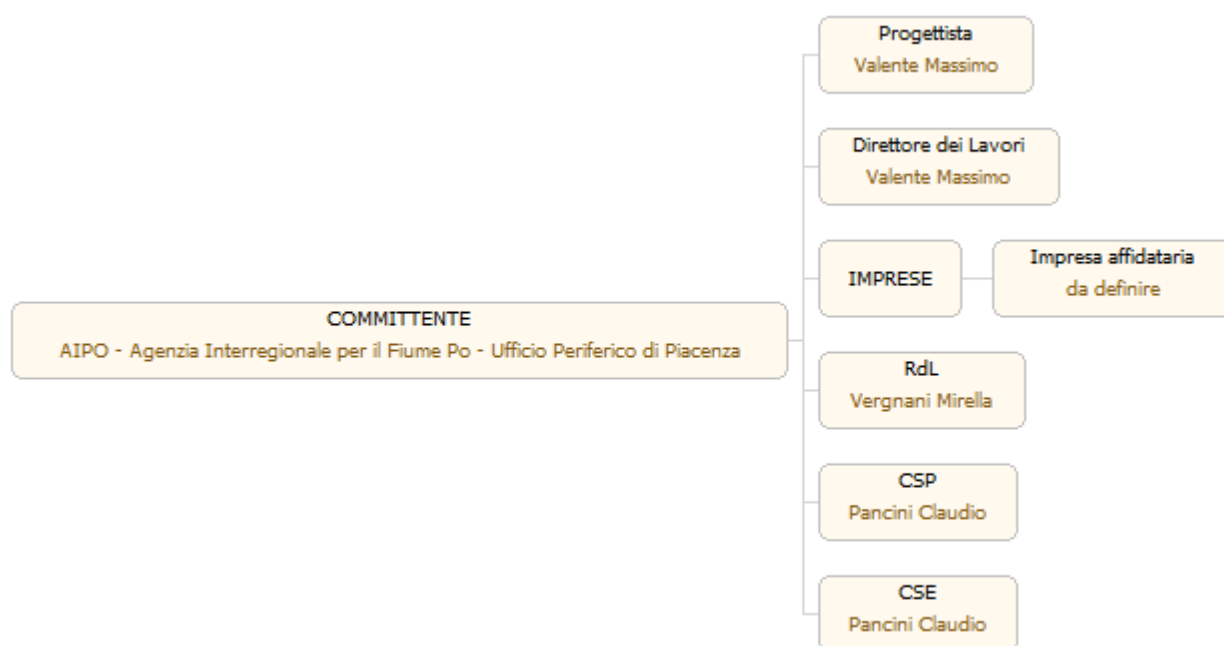 Progettista
Valente Massimo
Direttore dei Lavori
Valente Massimo
IMPRESE
Impresa affidataria
da definire
COMMITTENTE
AIPO - Agenzia Interregionale per il Fiume Po - Ufficio Periferico di Piacenza
RdL
Vergnani Mirella
CSP
Pancini Claudio
CSE
Pancini Claudio